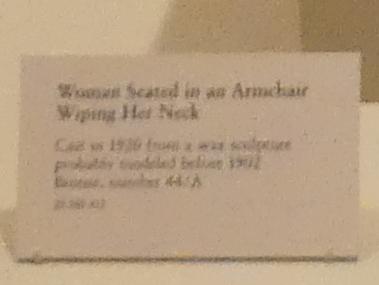 Woman Seated in an Armchair
Wiping Her Neck
Cast in 1920 from a wax sculpture
probably modeled before 1902
Bronze, number 44/A